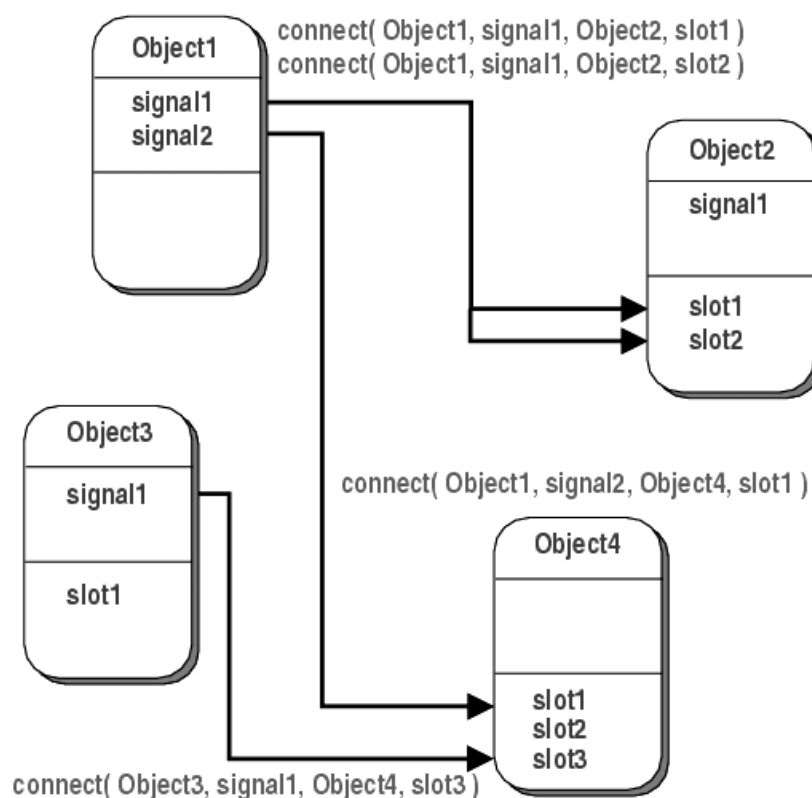 Object1
signal1
signal2
connect( Object1, signal1, Object2, slot1 )
connect( Object1, signal1, Object2, slot2 )
Object2
signal1
slot1
slot2
Object3
signal1
slot1
connect( Object1, signal2, Object4, slot1 )
Object4
slot1
slot2
slot3
connect( Object3, signal1, Object4, slot3 )